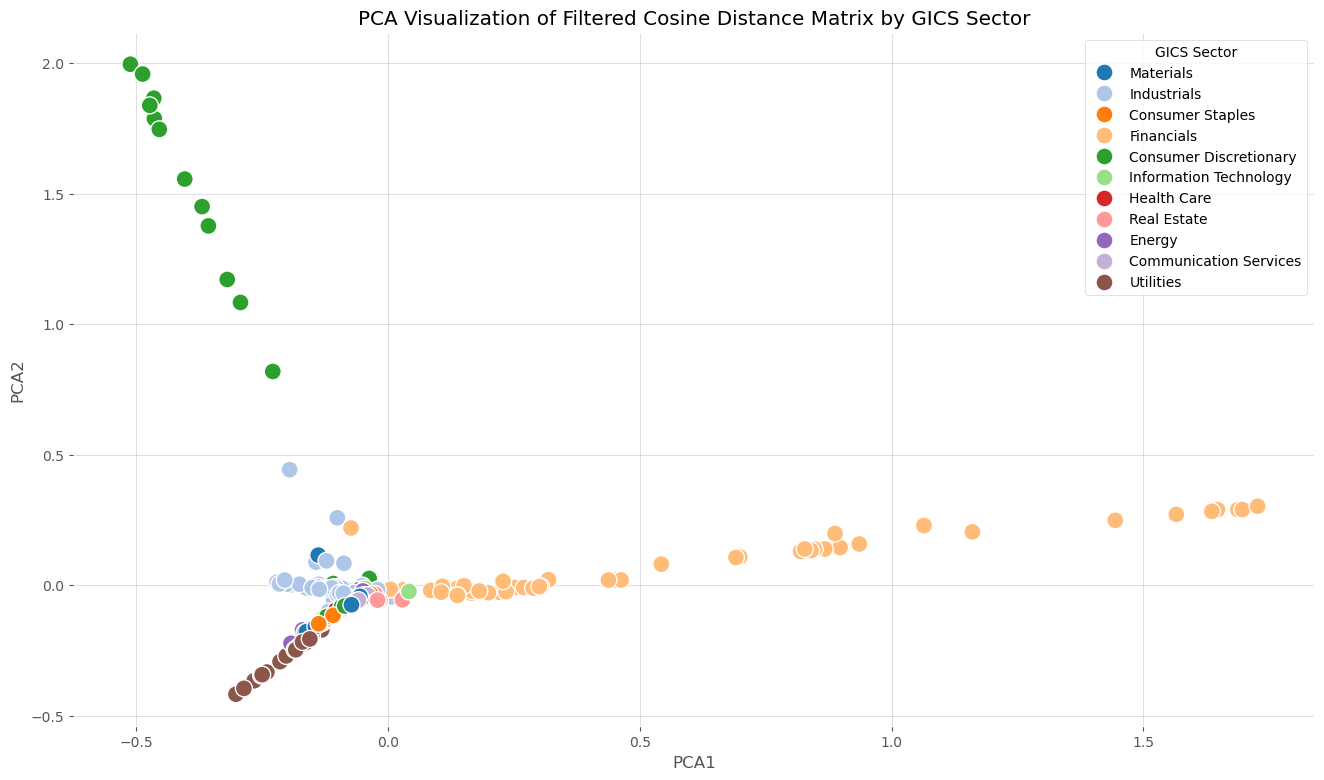 PCA Visualization of Filtered Cosine Distance Matrix by GICS Sector
GICS Sector
Materials
Industrials
Consumer Staples
Financials
Consumer Discretionary
Information Technology
Health Care
Real Estate
Energy
Communication Services
Utilities
PCA2
2.0
1.5
1.0
0.5
0.0
−0.5
−0.5
0.0
0.5
1.0
1.5
PCA1